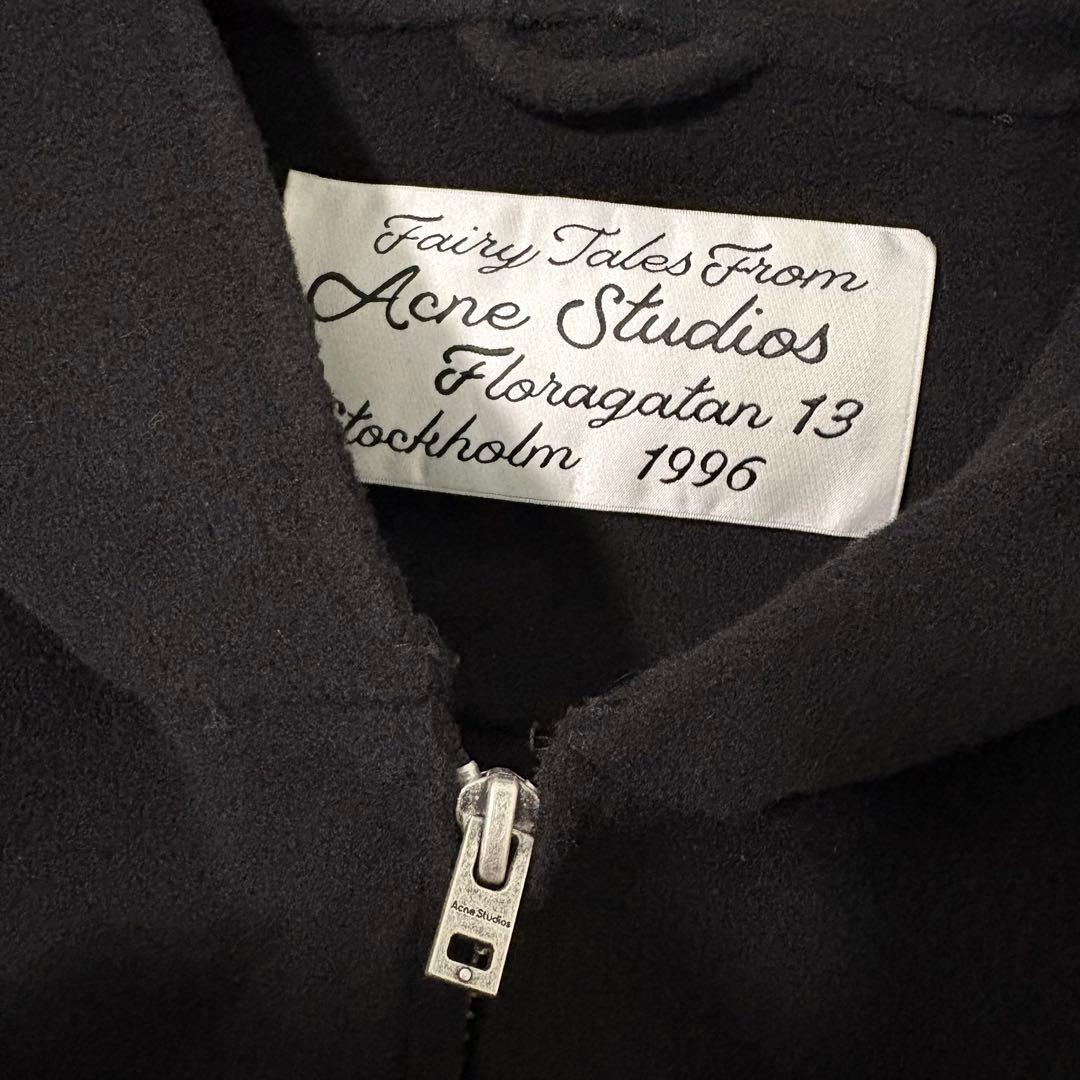 Fairy Tales From
Acne Studios
Floragatan 13
Stockholm 1996
Acne Studios